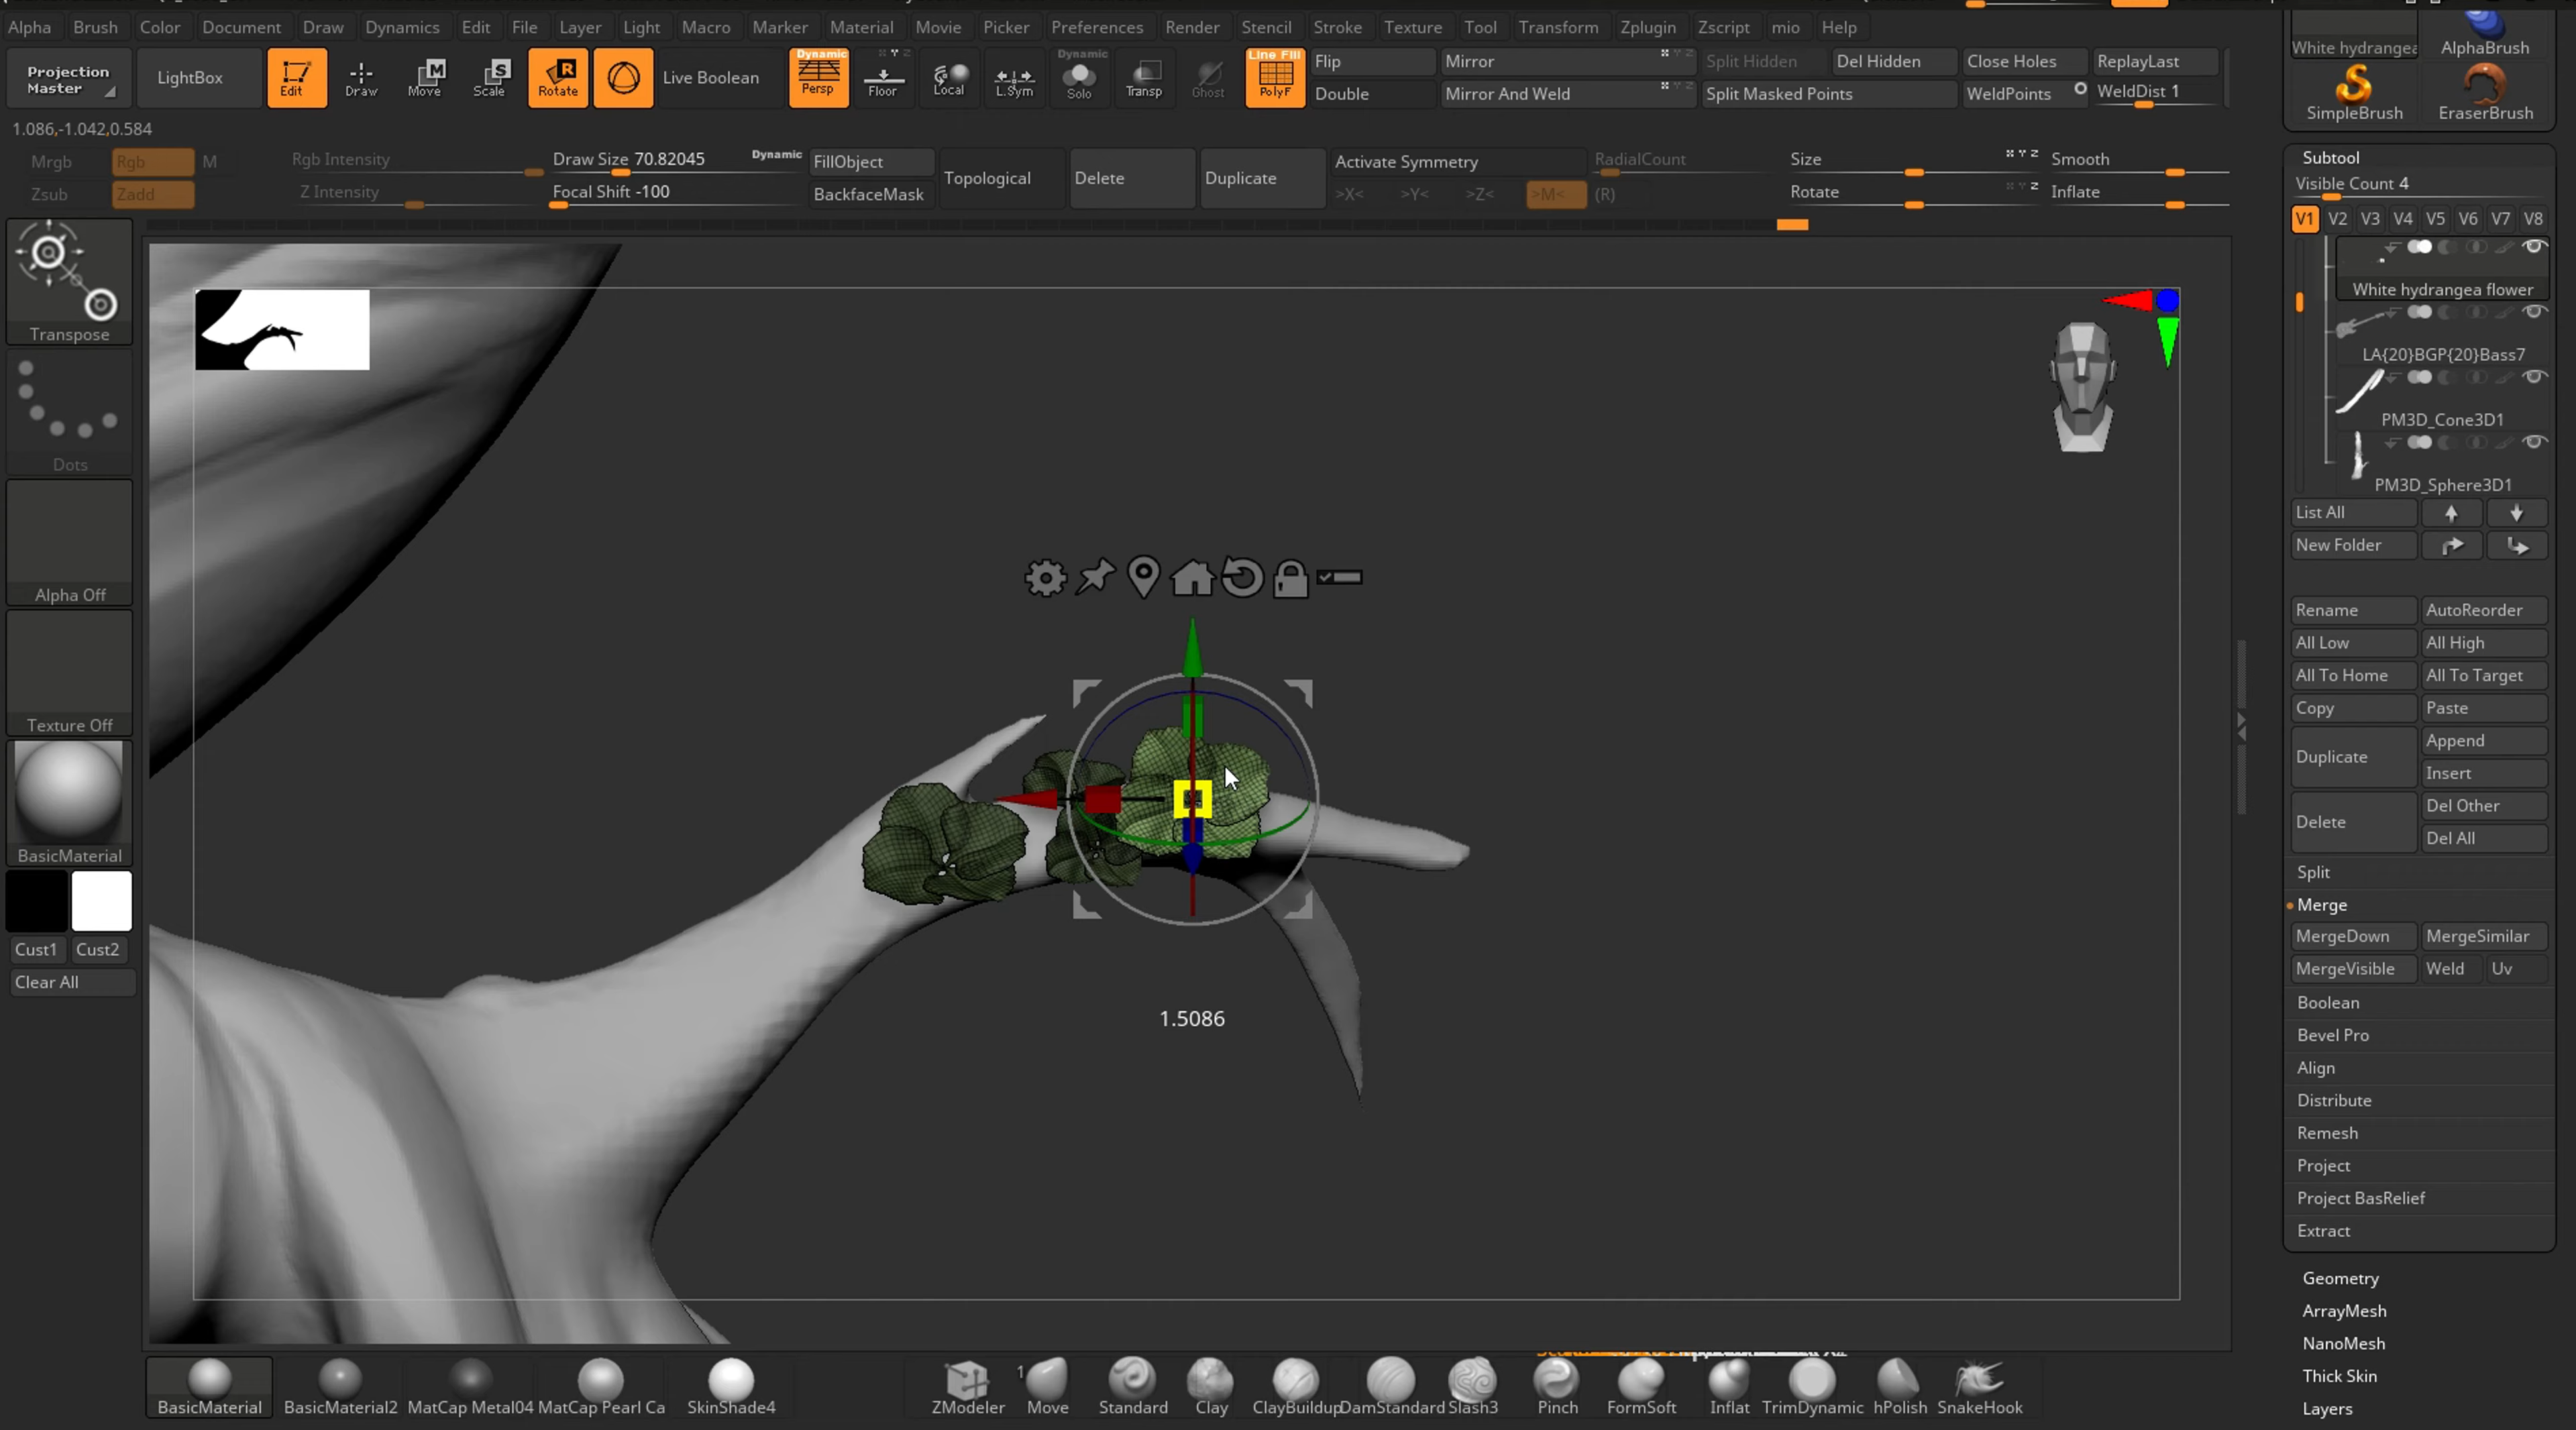 Alpha Brush Color Document Draw Dynamics Edit File Layer Light Macro Marker Material Movie Picker Preferences Render Stencil Stroke Texture Tool Transform Zplugin Zscript mio Help
Projection Master
LightBox
Edit
Draw
M
Move
S
Scale
R
Rotate
Live Boolean
Dynamic
Persp
Floor
Local
L.Sym
Dynamic
Solo
Transp
Ghost
Line Fill
PolyF
Flip
Mirror
Split Hidden
Del Hidden
Close Holes
ReplayLast
Double
Mirror And Weld
Split Masked Points
WeldPoints
WeldDist 1
1.086,-1.042,0.584
Mrgb Rgb M
Zsub Zadd
Rgb Intensity
Z Intensity
Draw Size 70.82045
Dynamic
Focal Shift -100
FillObject
BackfaceMask
Topological
Delete
Duplicate
Activate Symmetry
>X< >Y< >Z< >M< (R)
RadialCount
Size
X Y Z
Smooth
Rotate
X Y Z
Inflate
Transpose
Dots
Alpha Off
Texture Off
BasicMaterial
Cust1 Cust2
Clear All
1.5086
White hydrangea
AlphaBrush
SimpleBrush
EraserBrush
Subtool
Visible Count 4
V1 V2 V3 V4 V5 V6 V7 V8
White hydrangea flower
LA{20}BGP{20}Bass7
PM3D_Cone3D1
PM3D_Sphere3D1
List All
New Folder
Rename AutoReorder
All Low All High
All To Home All To Target
Copy Paste
Duplicate
Append
Insert
Delete
Del Other
Del All
Split
Merge
MergeDown MergeSimilar
MergeVisible Weld Uv
Boolean
Bevel Pro
Align
Distribute
Remesh
Project
Project BasRelief
Extract
Geometry
ArrayMesh
NanoMesh
Thick Skin
Layers
BasicMaterial BasicMaterial2 MatCap Metal04 MatCap Pearl Ca SkinShade4
1
ZModeler Move Standard Clay ClayBuildup DamStandard Slash3 Pinch FormSoft Inflat TrimDynamic hPolish SnakeHook